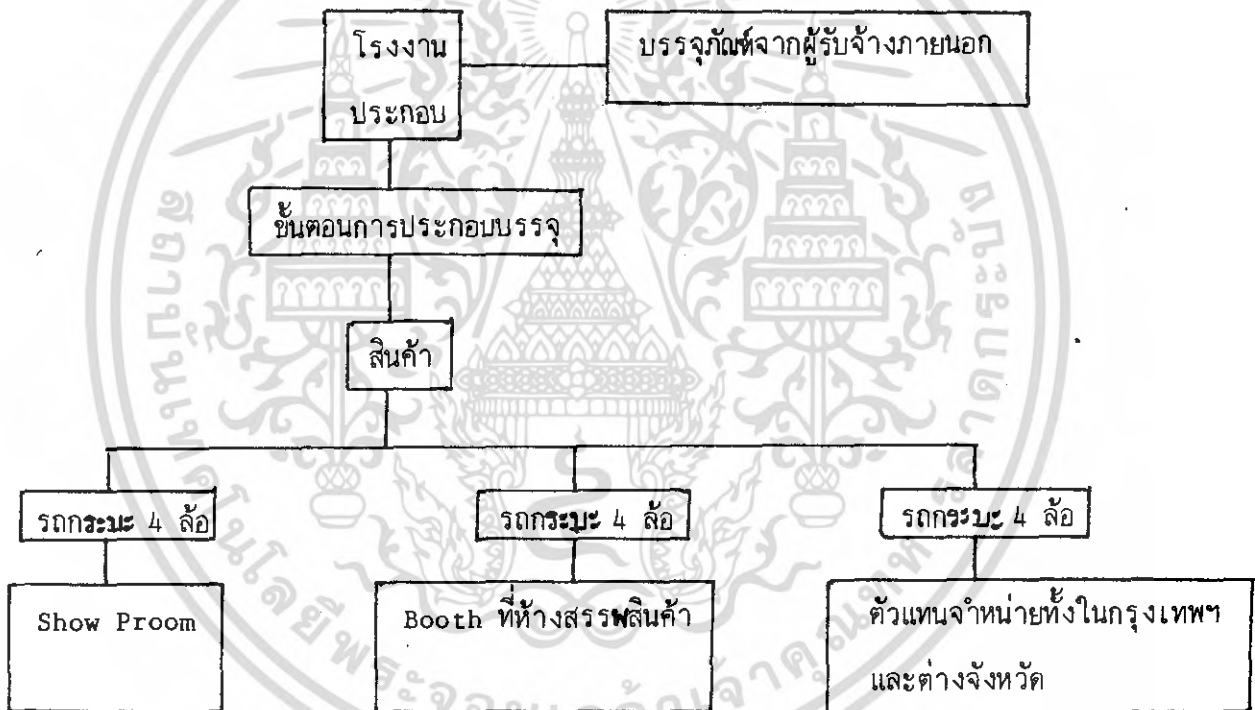 โรงงาน
ประกอบ
บรรจุภัณฑ์จากผู้รับจ้างภายนอก
ขั้นตอนการประกอบบรรจุ
สินค้า
รถกระบะ 4 ล้อ
รถกระบะ 4 ล้อ
รถกระบะ 4 ล้อ
Show Proom
Booth ที่ห้างสรรพสินค้า
ตัวแทนจำหน่ายทั้งในกรุงเทพฯ
และต่างจังหวัด